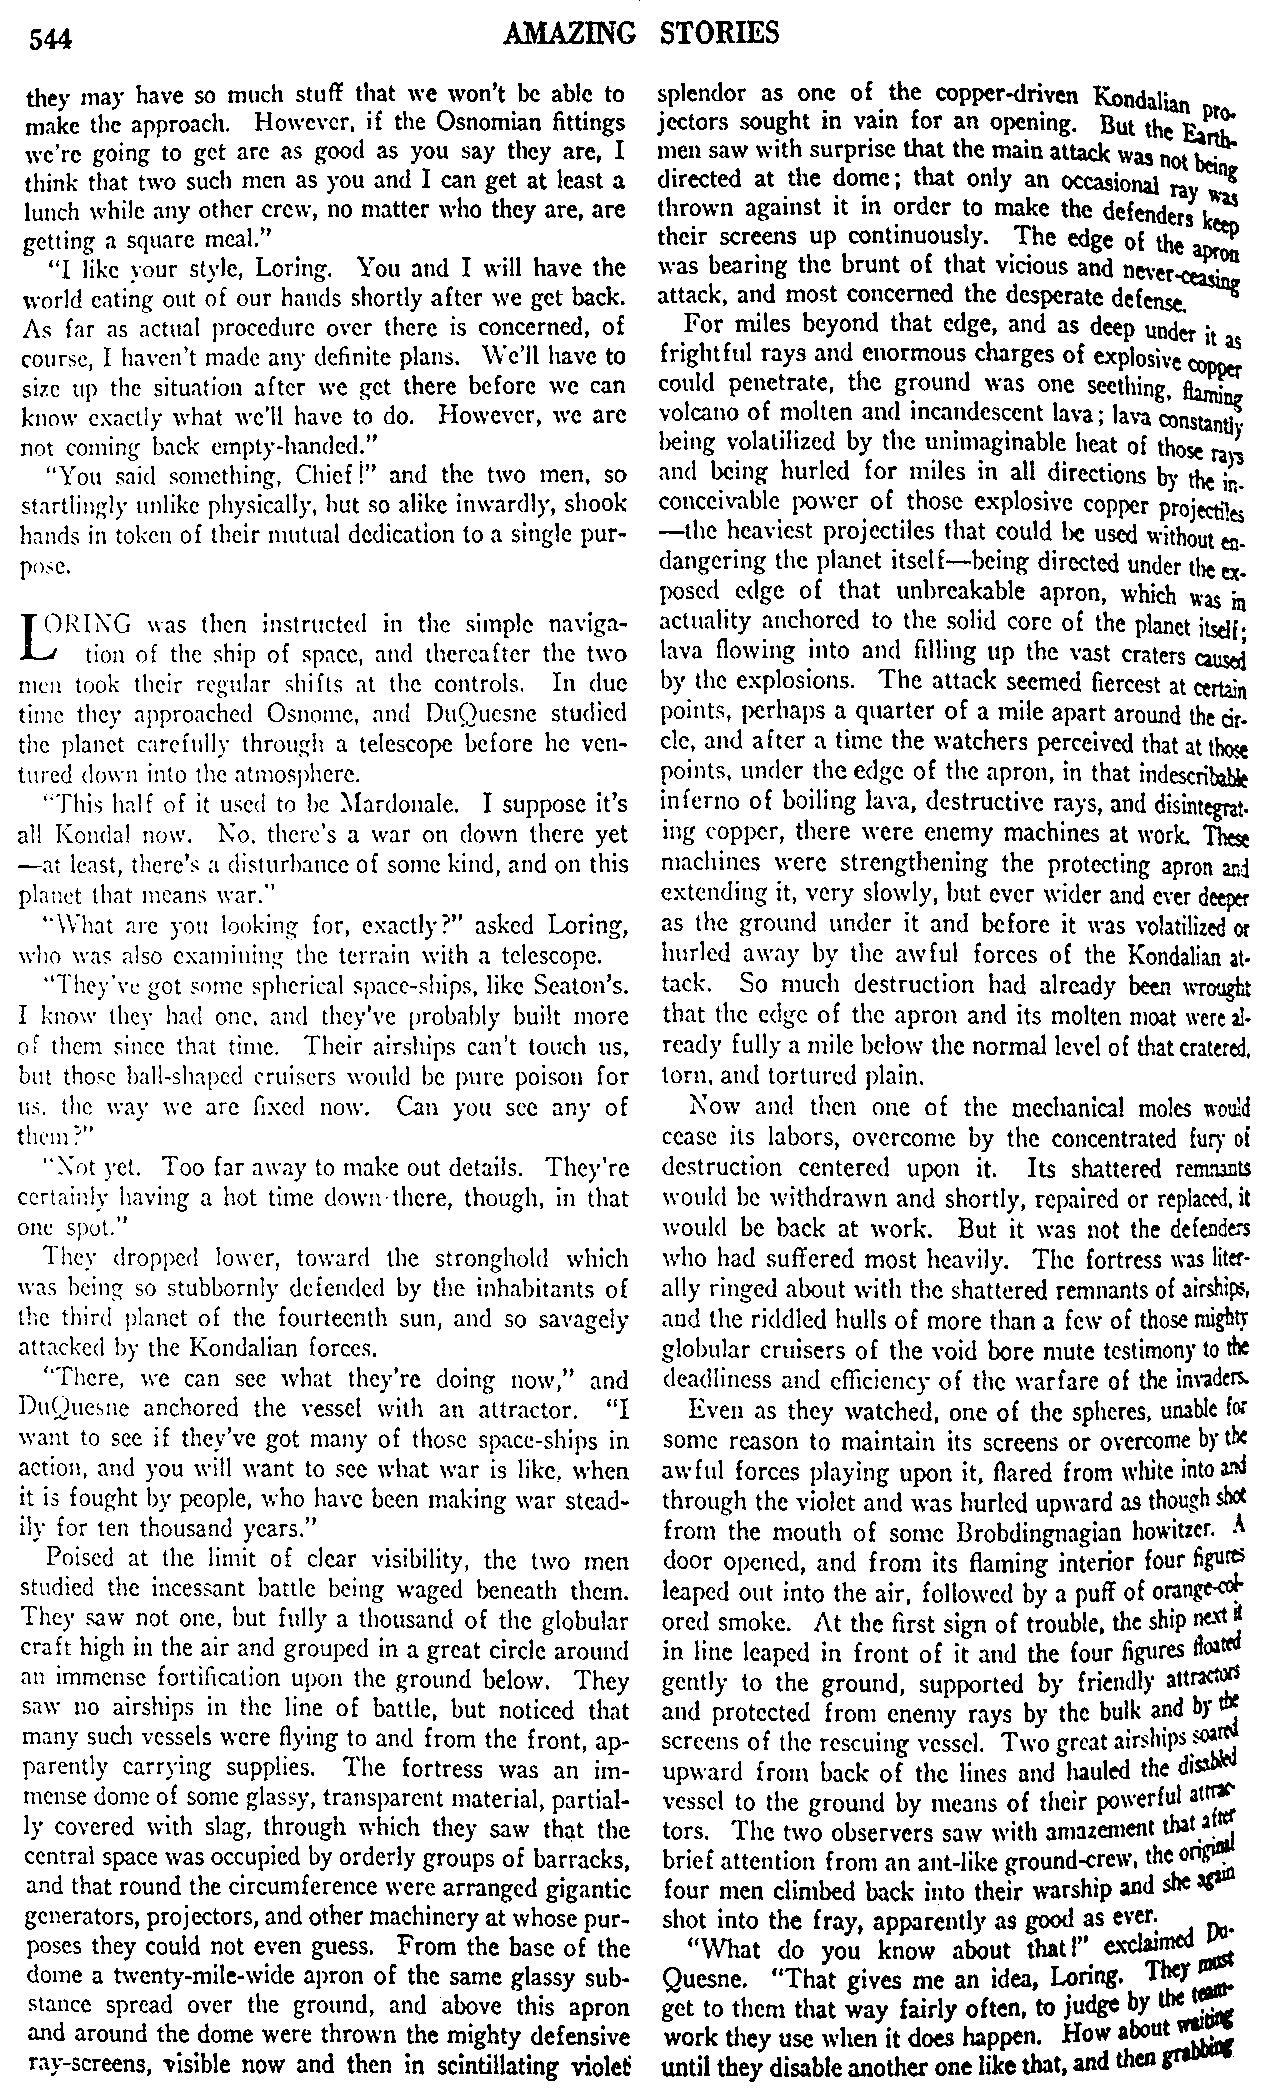 544
AMAZING STORIES
they may have so much stuff that we won't be able to
make the approach. However, if the Osnomian fittings
we're going to get are as good as you say they are, I
think that two such men as you and I can get at least a
lunch while any other crew, no matter who they are, are
getting a square meal."
"I like your style, Loring. You and I will have the
world eating out of our hands shortly after we get back.
As far as actual procedure over there is concerned, of
course, I haven't made any definite plans. We'll have to
size up the situation after we get there before we can
know exactly what we'll have to do. However, we are
not coming back empty-handed."
"You said something, Chief!" and the two men, so
startlingly unlike physically, but so alike inwardly, shook
hands in token of their mutual dedication to a single pur-
pose.
LORING was then instructed in the simple naviga-
tion of the ship of space, and thereafter the two
men took their regular shifts at the controls. In due
time they approached Osnome, and DuQuesne studied
the planet carefully through a telescope before he ven-
tured down into the atmosphere.
"This half of it used to be Mardonale. I suppose it's
all Kondal now. No, there's a war on down there yet
—at least, there's a disturbance of some kind, and on this
planet that means war."
"What are you looking for, exactly?" asked Loring,
who was also examining the terrain with a telescope.
"They've got some spherical space-ships, like Seaton's.
I know they had one, and they've probably built more
of them since that time. Their airships can't touch us,
but those ball-shaped cruisers would be pure poison for
us, the way we are fixed now. Can you see any of
them?"
"Not yet. Too far away to make out details. They're
certainly having a hot time down there, though, in that
one spot."
They dropped lower, toward the stronghold which
was being so stubbornly defended by the inhabitants of
the third planet of the fourteenth sun, and so savagely
attacked by the Kondalian forces.
"There, we can see what they're doing now," and
DuQuesne anchored the vessel with an attractor. "I
want to see if they've got many of those space-ships in
action, and you will want to see what war is like, when
it is fought by people, who have been making war stead-
ily for ten thousand years."
Poised at the limit of clear visibility, the two men
studied the incessant battle being waged beneath them.
They saw not one, but fully a thousand of the globular
craft high in the air and grouped in a great circle around
an immense fortification upon the ground below. They
saw no airships in the line of battle, but noticed that
many such vessels were flying to and from the front, ap-
parently carrying supplies. The fortress was an im-
mense dome of some glassy, transparent material, partial-
ly covered with slag, through which they saw that the
central space was occupied by orderly groups of barracks,
and that round the circumference were arranged gigantic
generators, projectors, and other machinery at whose pur-
poses they could not even guess. From the base of the
dome a twenty-mile-wide apron of the same glassy sub-
stance spread over the ground, and above this apron
and around the dome were thrown the mighty defensive
ray-screens, visible now and then in scintillating violet
splendor as one of the copper-driven Kondalian pro-
jectors sought in vain for an opening. But the Earth-
men saw with surprise that the main attack was not being
directed at the dome; that only an occasional ray was
thrown against it in order to make the defenders keep
their screens up continuously. The edge of the apron
was bearing the brunt of that vicious and never-ceasing
attack, and most concerned the desperate defense.
For miles beyond that edge, and as deep under it as
frightful rays and enormous charges of explosive copper
could penetrate, the ground was one seething, flaming
volcano of molten and incandescent lava; lava constantly
being volatilized by the unimaginable heat of those rays
and being hurled for miles in all directions by the in-
conceivable power of those explosive copper projectiles
—the heaviest projectiles that could be used without en-
dangering the planet itself—being directed under the ex-
posed edge of that unbreakable apron, which was in
actuality anchored to the solid core of the planet itself;
lava flowing into and filling up the vast craters caused
by the explosions. The attack seemed fiercest at certain
points, perhaps a quarter of a mile apart around the cir-
cle, and after a time the watchers perceived that at those
points, under the edge of the apron, in that indescribable
inferno of boiling lava, destructive rays, and disintegrat-
ing copper, there were enemy machines at work. These
machines were strengthening the protecting apron and
extending it, very slowly, but ever wider and ever deeper
as the ground under it and before it was volatilized or
hurled away by the awful forces of the Kondalian at-
tack. So much destruction had already been wrought
that the edge of the apron and its molten moat were al-
ready fully a mile below the normal level of that cratered,
torn, and tortured plain.
Now and then one of the mechanical moles would
cease its labors, overcome by the concentrated fury of
destruction centered upon it. Its shattered remnants
would be withdrawn and shortly, repaired or replaced, it
would be back at work. But it was not the defenders
who had suffered most heavily. The fortress was liter-
ally ringed about with the shattered remnants of airships,
and the riddled hulls of more than a few of those mighty
globular cruisers of the void bore mute testimony to the
deadliness and efficiency of the warfare of the invaders.
Even as they watched, one of the spheres, unable for
some reason to maintain its screens or overcome by the
awful forces playing upon it, flared from white into and
through the violet and was hurled upward as though shot
from the mouth of some Brobdingnagian howitzer. A
door opened, and from its flaming interior four figures
leaped out into the air, followed by a puff of orange-col-
ored smoke. At the first sign of trouble, the ship next it
in line leaped in front of it and the four figures floated
gently to the ground, supported by friendly attractors
and protected from enemy rays by the bulk and by the
screens of the rescuing vessel. Two great airships soared
upward from back of the lines and hauled the disabled
vessel to the ground by means of their powerful attrac-
tors. The two observers saw with amazement that after
brief attention from an ant-like ground-crew, the original
four men climbed back into their warship and she again
shot into the fray, apparently as good as ever.
"What do you know about that!" exclaimed Du-
Quesne. "That gives me an idea, Loring. They must
get to them that way fairly often, to judge by the team-
work they use when it does happen. How about waiting
until they disable another one like that, and then grabbing